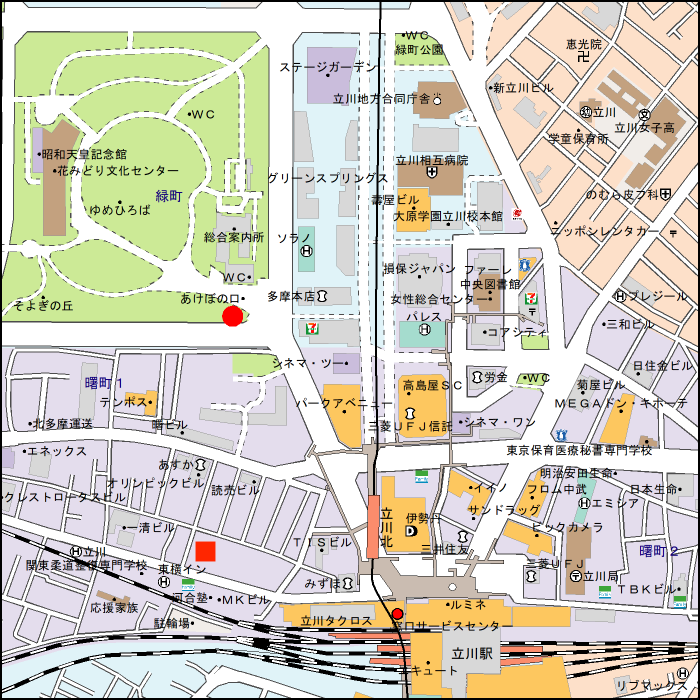 WC
緑町公園
恵光院
ステージガーデン
立川地方合同庁舎
新立川ビル
立川
WC
学童保育所
立川女子高
昭和天皇記念館
花みどり文化センター
立川相互病院
グリーンスプリングス
緑町
ゆめひろば
壽屋ビル
大原学園立川校本館
のむら皮フ科
総合案内所
ソラノ
ニッポンレンタカー
WC
損保ジャパン
ファーレ
中央図書館
そよぎの丘
あけぼの口
多摩本店
女性総合センター
プレジール
パレス
コアシティ
三和ビル
シネマ・ツー
日住金ビル
曙町1
高島屋SC
労金
WC
菊屋ビル
テンポス
パークアベニュー
MEGAドン・キホーテ
北多摩運送
曙ビル
三菱UFJ信託
シネマ・ワン
エネックス
東京保育医療秘書専門学校
あすか
オリンピックビル
読売ビル
明治安田生命
イイノ
フロム中武
日本生命
クレストロータスビル
エミシア
サンドラッグ
一清ビル
立川北
伊勢丹
ビックカメラ
TISビル
三井住友
曙町2
立川
関東柔道整復専門学校
東横イン
三菱UFJ
みずほ
立川局
TBKビル
応援家族
河合塾
MKビル
ルミネ
駐輪場
立川タクロス
窓口サービスセンター
立川駅
エキュート
リブマックス